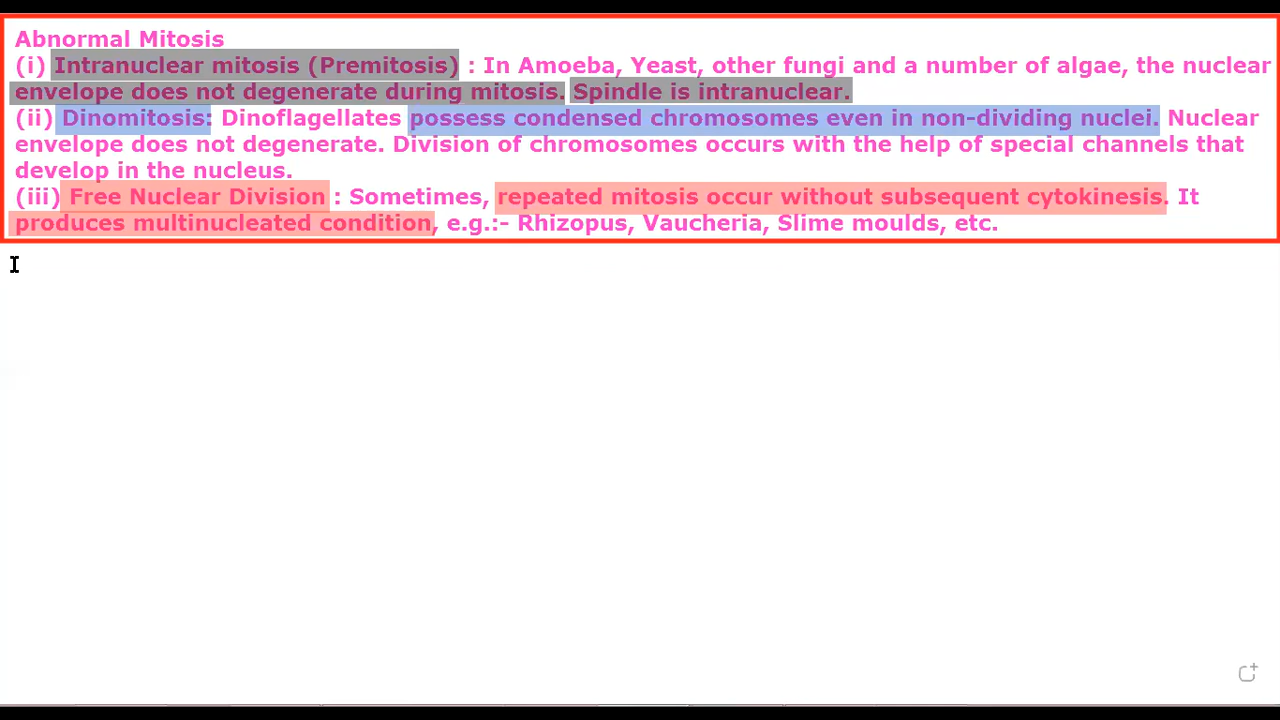 Abnormal Mitosis
(i) Intranuclear mitosis (Premitosis) : In Amoeba, Yeast, other fungi and a number of algae, the nuclear
envelope does not degenerate during mitosis. Spindle is intranuclear.
(ii) Dinomitosis: Dinoflagellates possess condensed chromosomes even in non-dividing nuclei. Nuclear
envelope does not degenerate. Division of chromosomes occurs with the help of special channels that
develop in the nucleus.
(iii) Free Nuclear Division : Sometimes, repeated mitosis occur without subsequent cytokinesis. It
produces multinucleated condition, e.g.:- Rhizopus, Vaucheria, Slime moulds, etc.